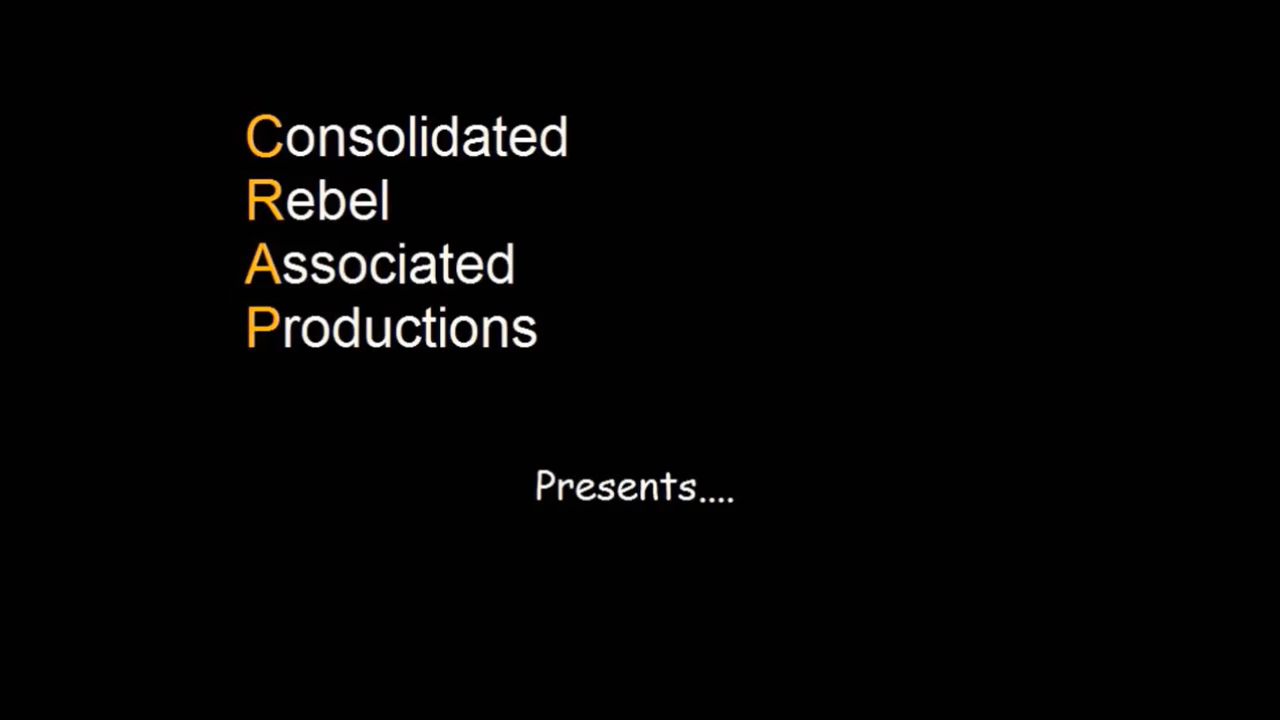 Consolidated
Rebel
Associated
Productions
Presents....